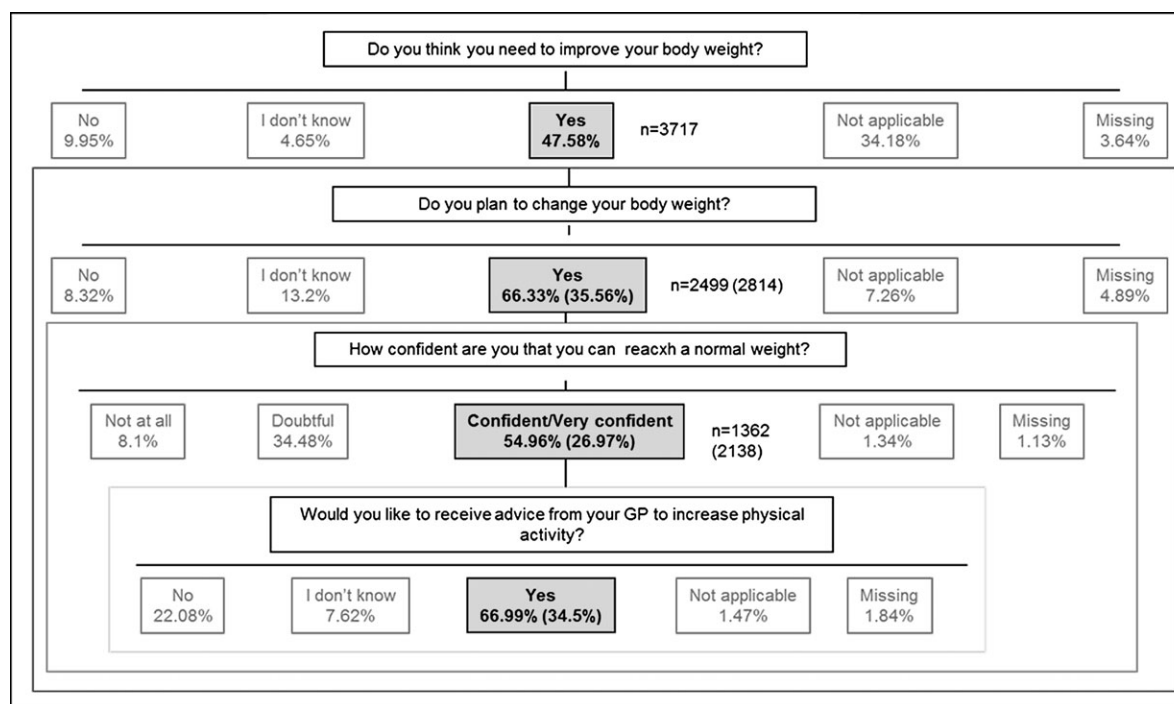 Do you think you need to improve your body weight?
No
9.95%
I don't know
4.65%
Yes
47.58%
n=3717
Not applicable
34.18%
Missing
3.64%
Do you plan to change your body weight?
No
8.32%
I don't know
13.2%
Yes
66.33% (35.56%)
n=2499 (2814)
Not applicable
7.26%
Missing
4.89%
How confident are you that you can reacxh a normal weight?
Not at all
8.1%
Doubtful
34.48%
Confident/Very confident
54.96% (26.97%)
n=1362
(2138)
Not applicable
1.34%
Missing
1.13%
Would you like to receive advice from your GP to increase physical
activity?
No
22.08%
I don't know
7.62%
Yes
66.99% (34.5%)
Not applicable
1.47%
Missing
1.84%